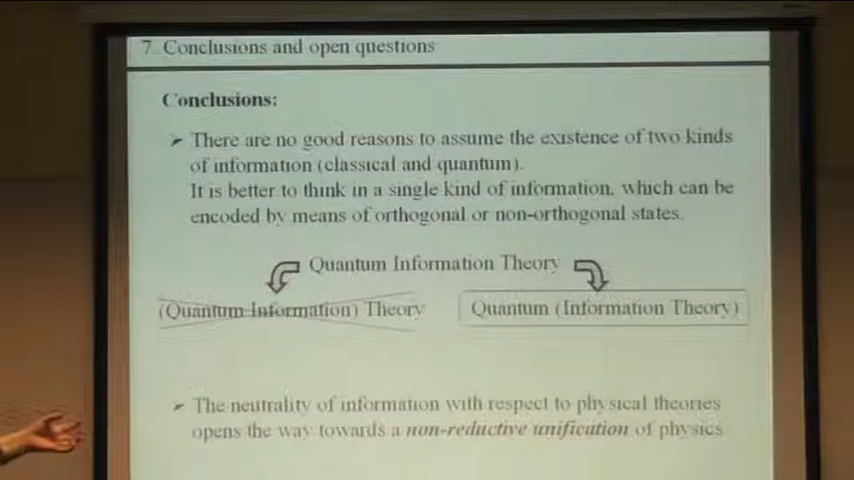 7 Conclusions and open questions
Conclusions:
➢ There are no good reasons to assume the existence of two kinds
of information (classical and quantum).
It is better to think in a single kind of information, which can be
encoded by means of orthogonal or non-orthogonal states.
Quantum Information Theory
(Quantum Information) Theory Quantum (Information Theory)
➢ The neutrality of information with respect to physical theories
opens the way towards a non-reductive unification of physics